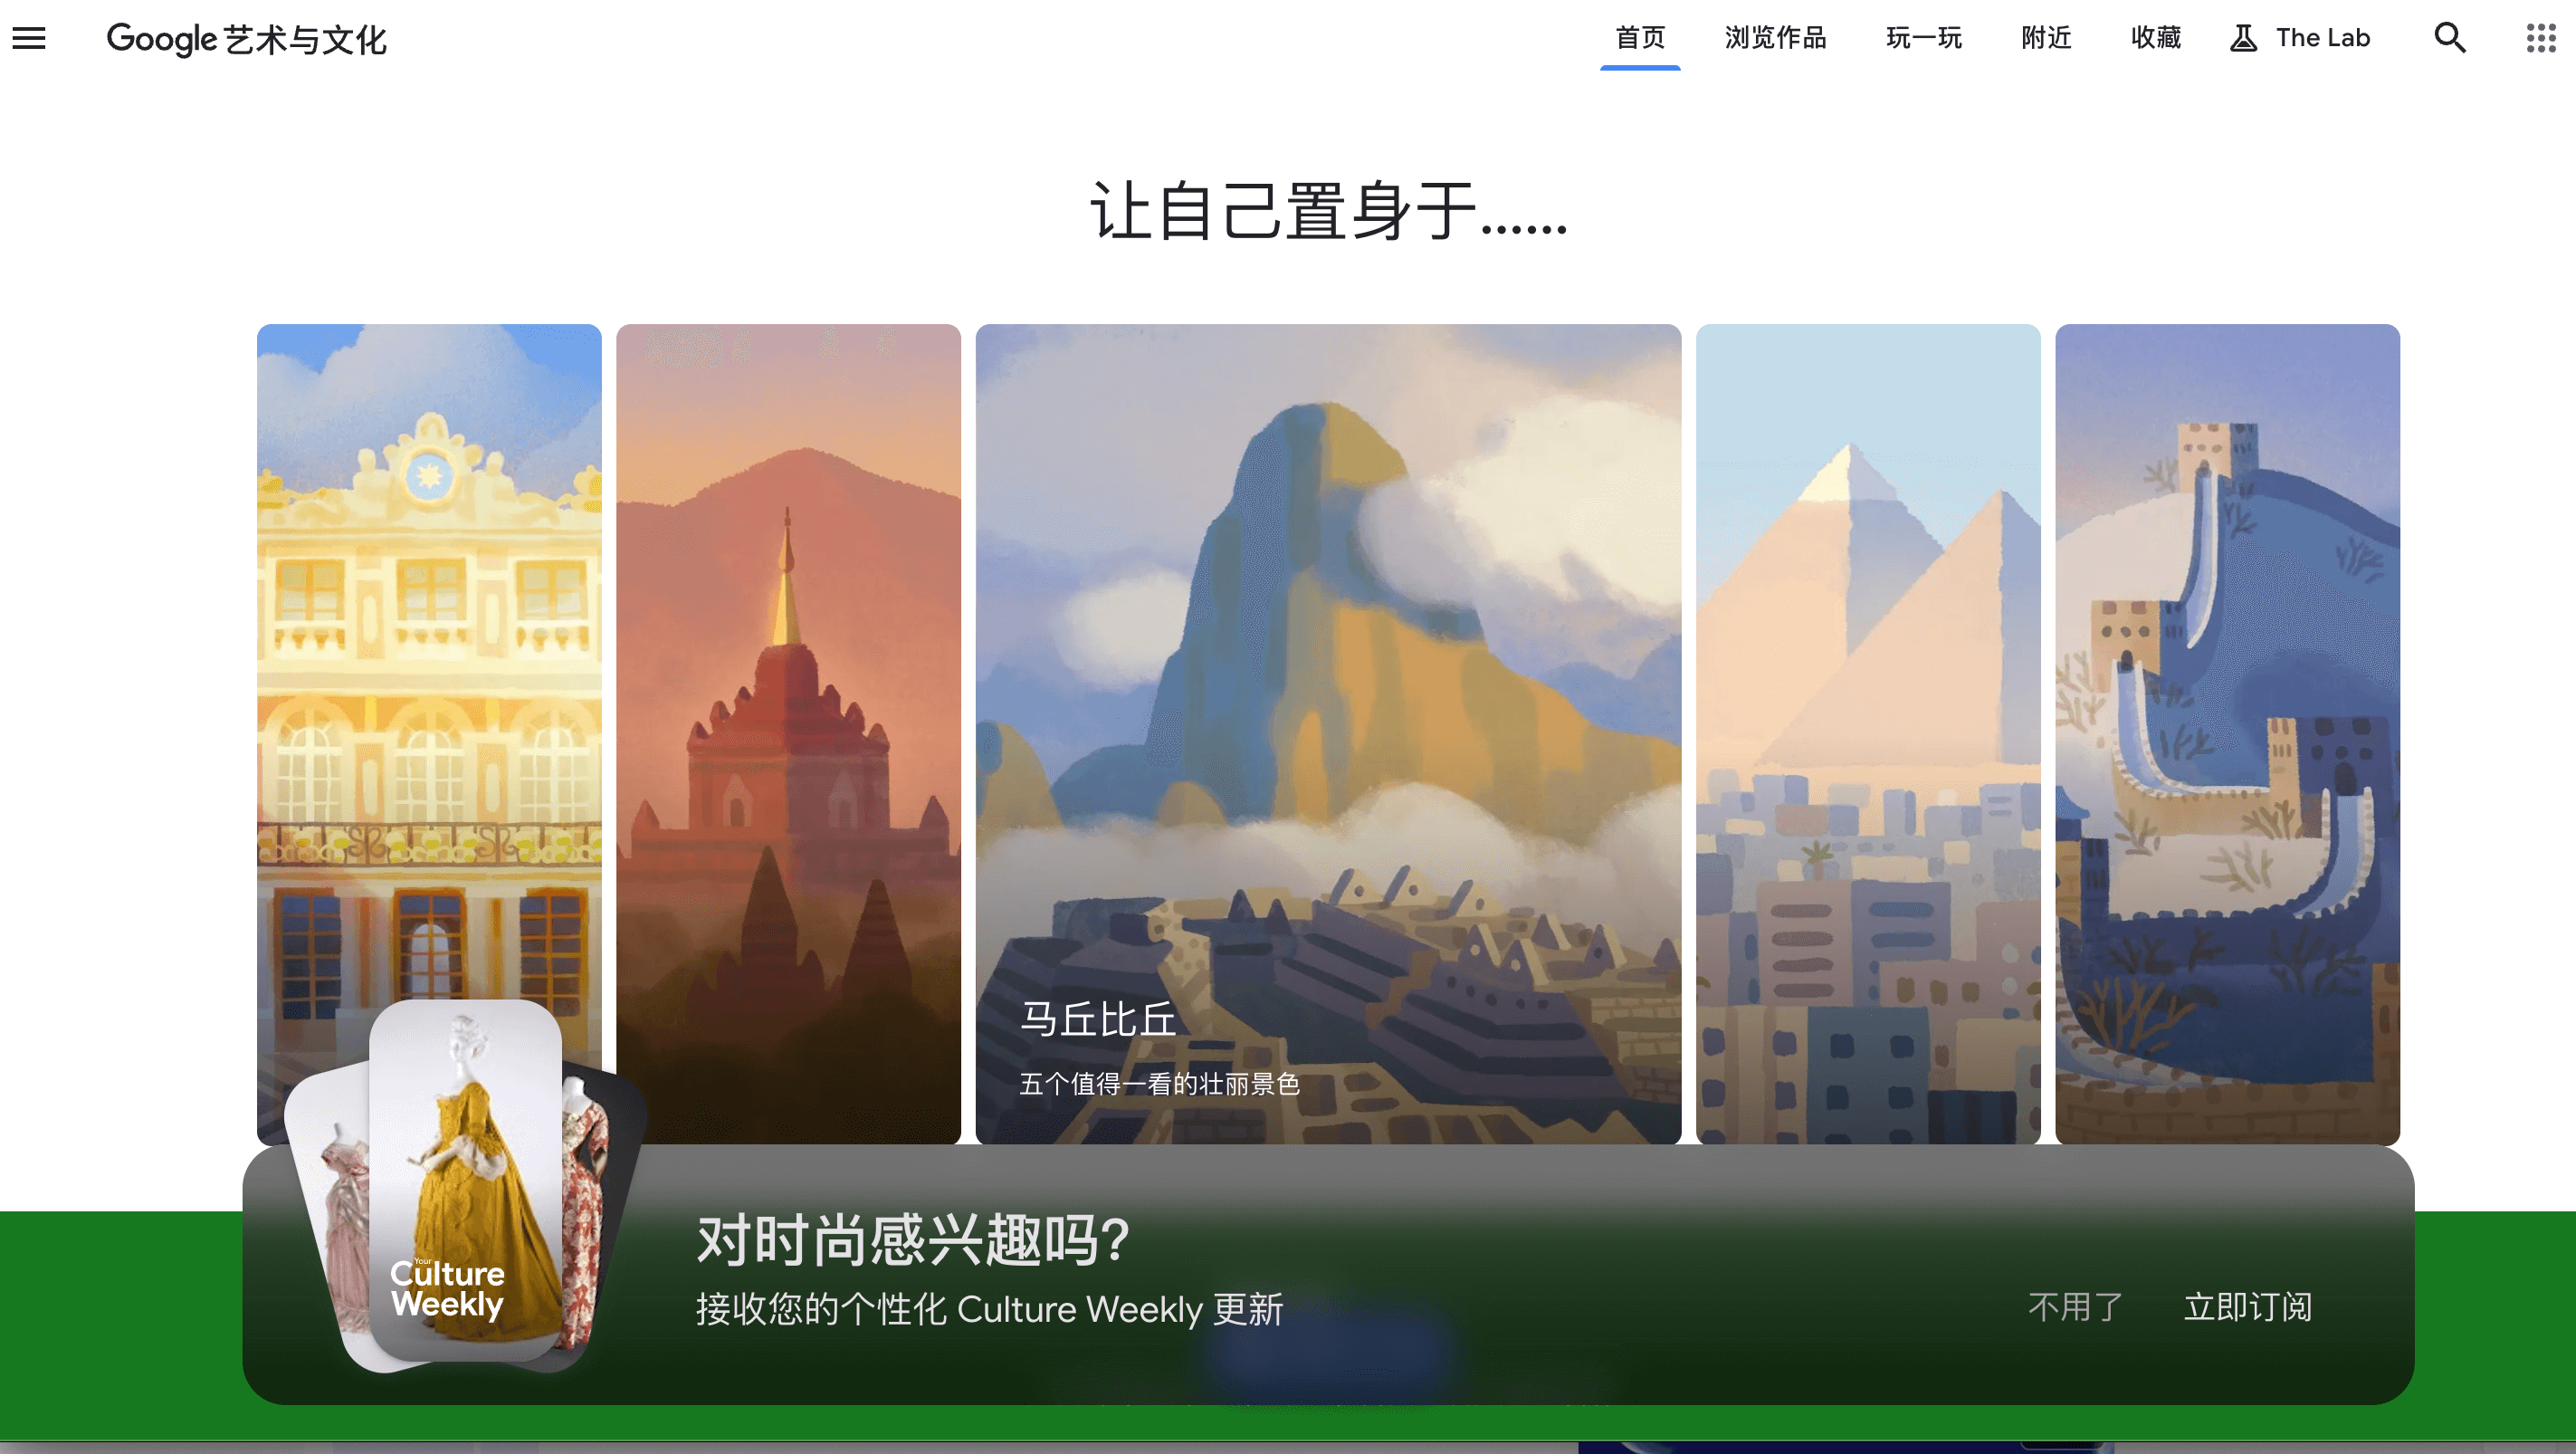 Google 艺术与文化
首页
浏览作品
玩一玩
附近
收藏
The Lab
让自己置身于……
马丘比丘
五个值得一看的壮丽景色
Your
Culture
Weekly
对时尚感兴趣吗?
接收您的个性化 Culture Weekly 更新
不用了
立即订阅